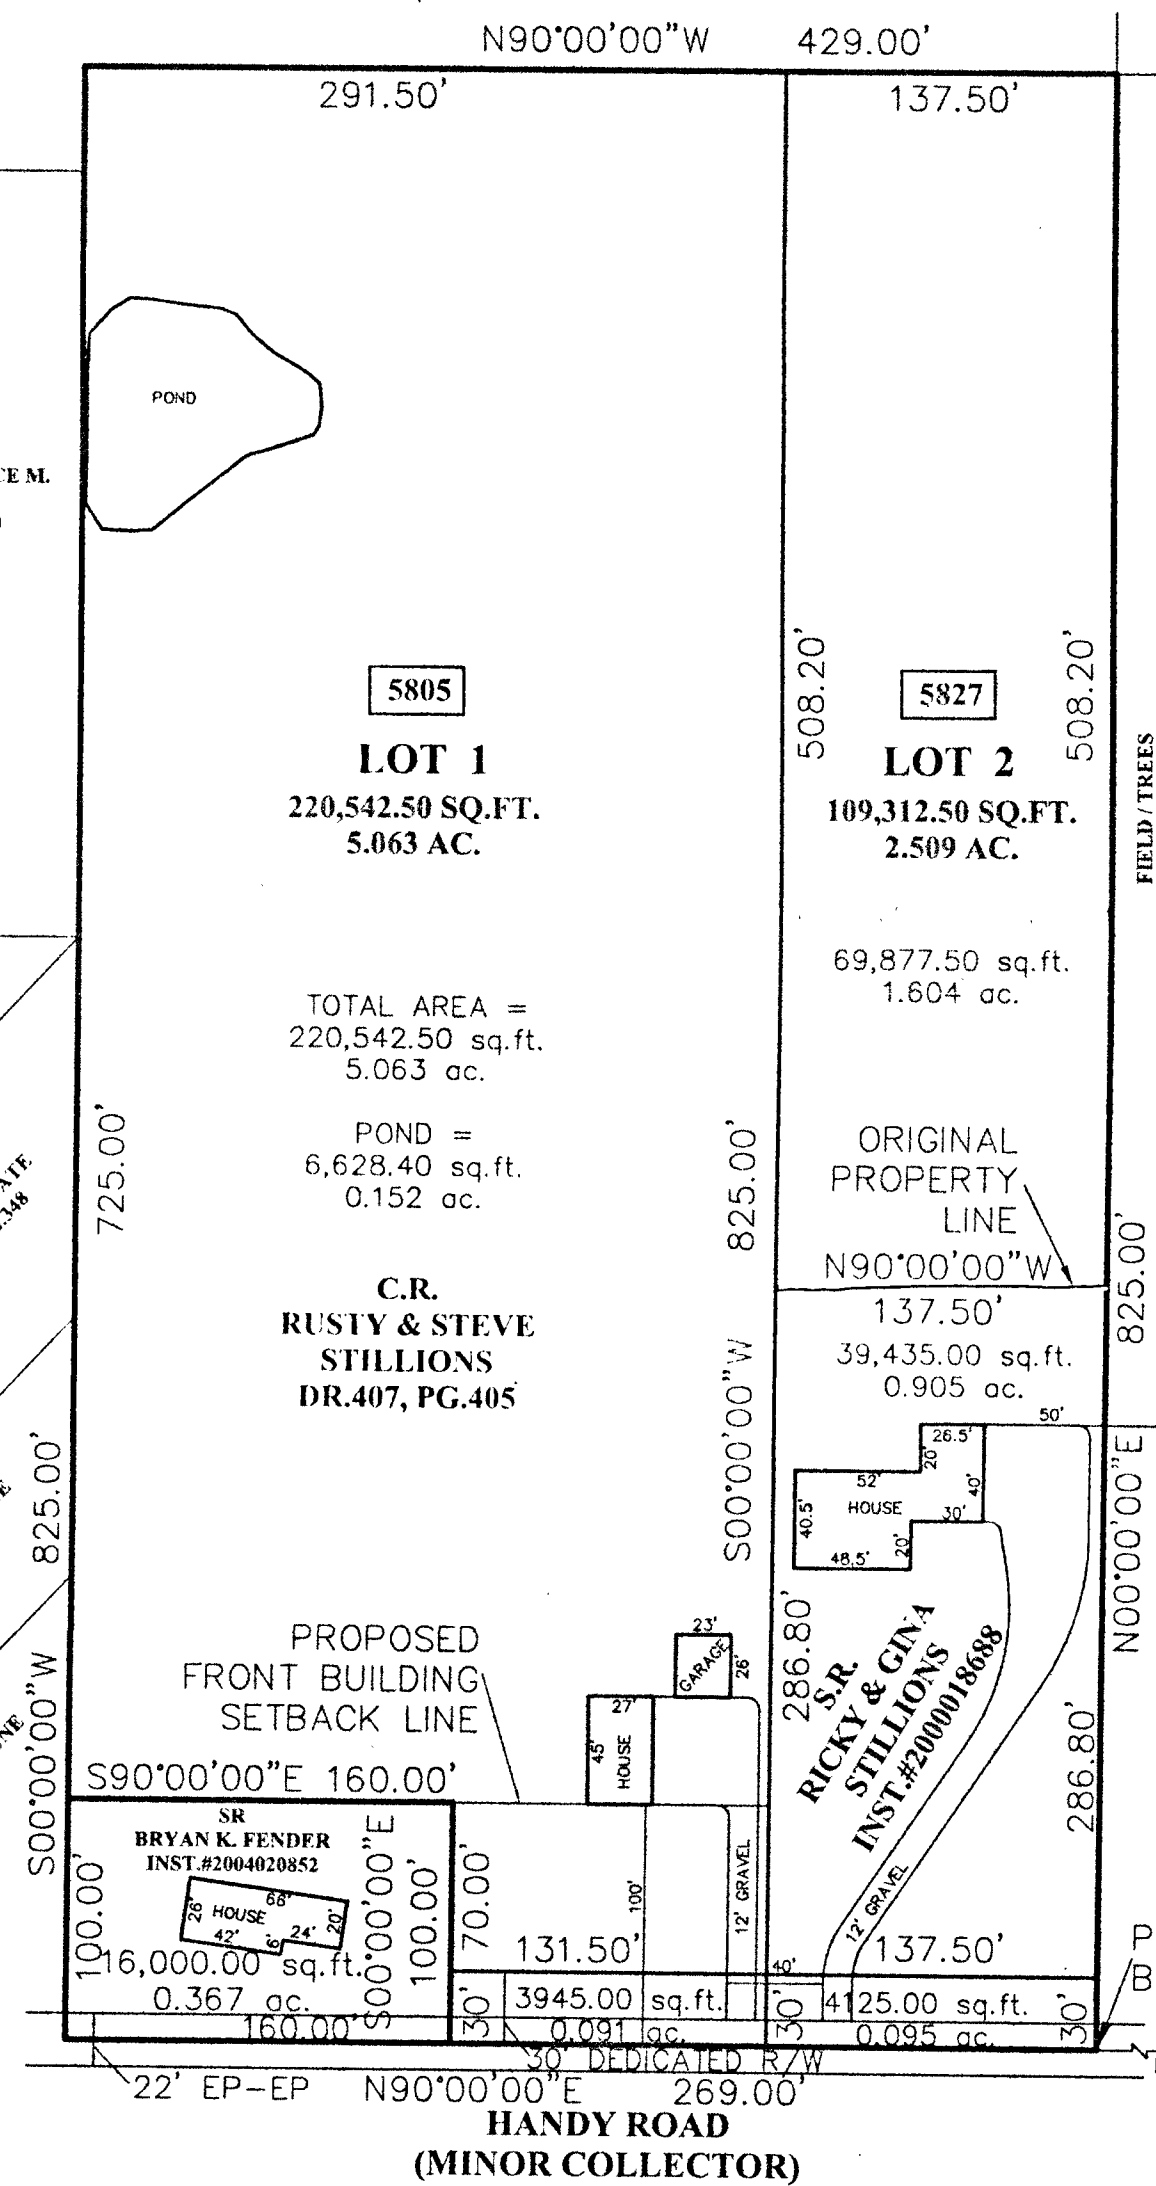 N90°00'00"W 429.00'
291.50'
137.50'
POND
CE M.
508.20'
508.20'
5805
LOT 1
220,542.50 SQ.FT.
5.063 AC.
5827
LOT 2
109,312.50 SQ.FT.
2.509 AC.
FIELD / TREES
69,877.50 sq.ft.
1.604 ac.
TOTAL AREA =
220,542.50 sq.ft.
5.063 ac.
POND =
6,628.40 sq.ft.
0.152 ac.
725.00'
825.00'
ORIGINAL
PROPERTY
LINE
N90°00'00"W
137.50'
825.00'
39,435.00 sq.ft.
0.905 ac.
C.R.
RUSTY & STEVE
STILLIONS
DR.407, PG.405
S00°00'00"W
N00°00'00"E
825.00'
S00°00'00"W
50'
26.5'
20'
52'
40'
HOUSE
40.5'
30'
20'
48.5'
286.80'
S.R.
RICKY & GINA
STILLIONS
INST.#2000018688
286.80'
PROPOSED
FRONT BUILDING
SETBACK LINE
23'
GARAGE
26'
27'
45'
HOUSE
S90°00'00"E 160.00'
SR
BRYAN K. FENDER
INST.#2004020852
100.00'
S00°00'00"E
100.00'
66'
26'
HOUSE
42'
6'
24'
20'
16,000.00 sq.ft.
0.367 ac.
160.00'
70.00'
100'
12' GRAVEL
12' GRAVEL
131.50'
40'
137.50'
30'
3945.00 sq.ft.
0.091 ac.
30'
4125.00 sq.ft.
0.095 ac.
30'
P
B
30' DEDICATED R/W
22' EP-EP
N90°00'00"E 269.00'
HANDY ROAD
(MINOR COLLECTOR)